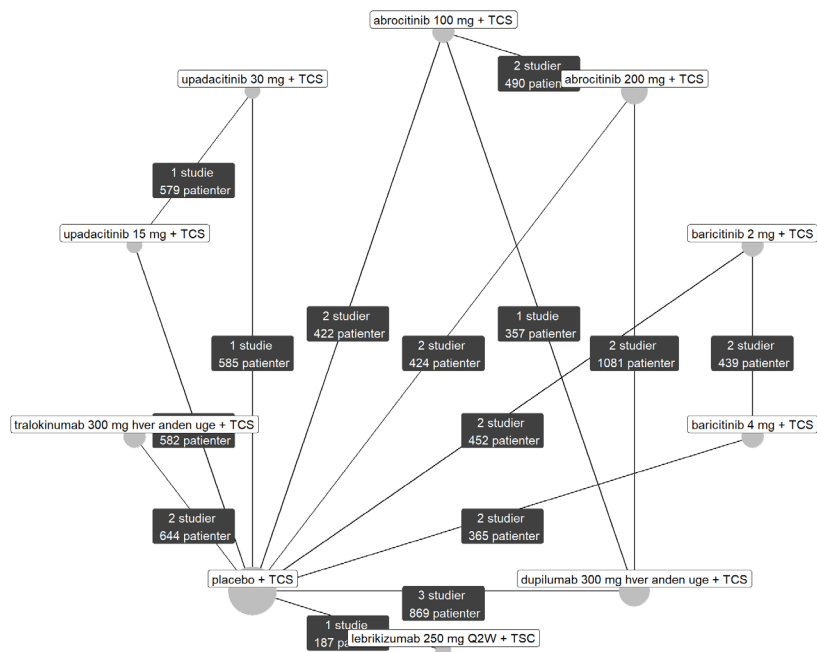 abrocitinib 100 mg + TCS
2 studier
490 patien
abrocitinib 200 mg + TCS
upadacitinib 30 mg + TCS
1 studie
579 patienter
upadacitinib 15 mg + TCS
baricitinib 2 mg + TCS
2 studier
422 patienter
1 studie
357 patienter
1 studie
585 patienter
2 studier
424 patienter
2 studier
1081 patienter
2 studier
439 patienter
tralokinumab 300 mg hver anden uge + TCS
582 patienter
2 studier
452 patienter
baricitinib 4 mg + TCS
2 studier
644 patienter
2 studier
365 patienter
placebo + TCS
dupilumab 300 mg hver anden uge + TCS
3 studier
869 patienter
1 studie
187 p
lebrikizumab 250 mg Q2W + TSC